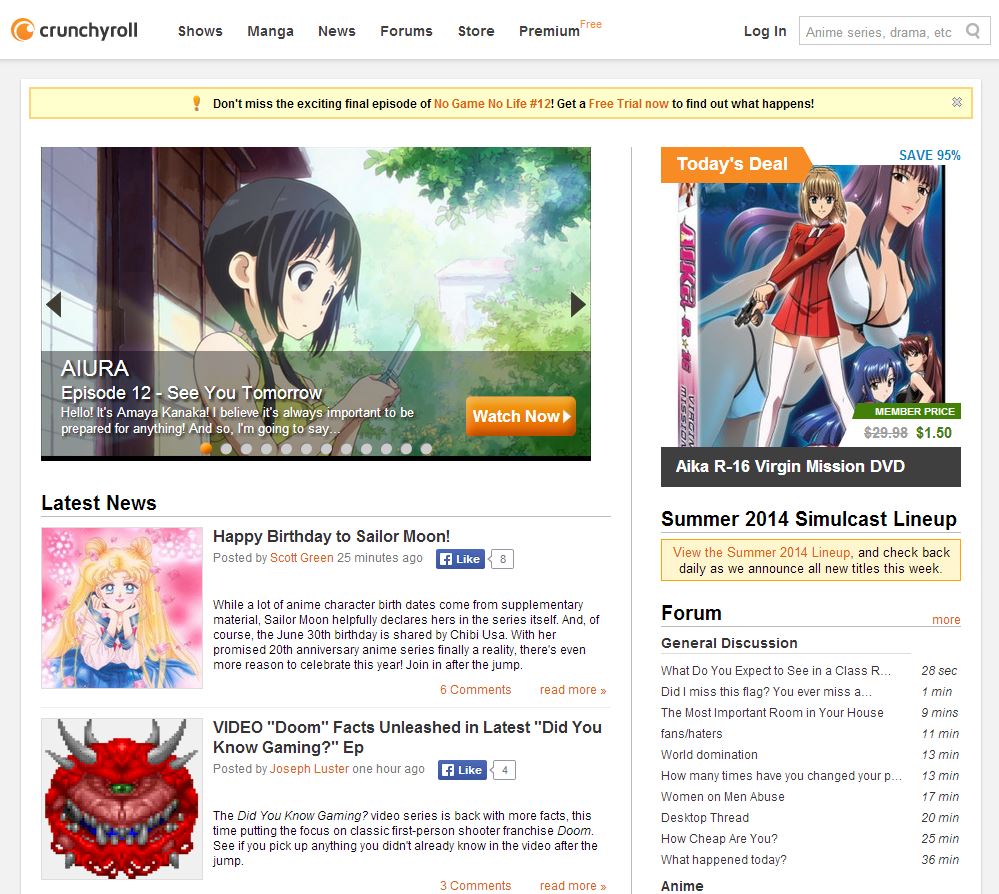 crunchyroll
Shows Manga News Forums Store Premium Free
Log In
Anime series, drama, etc
Don't miss the exciting final episode of No Game No Life #12! Get a Free Trial now to find out what happens!
AIURA
Episode 12 - See You Tomorrow
Hello! It's Amaya Kanaka! I believe it's always important to be
prepared for anything! And so, I'm going to say...
Watch Now
Today's Deal
SAVE 95%
AIKA R★16
VIRGIN MISSION
MEMBER PRICE
$29.98 $1.50
Aika R-16 Virgin Mission DVD
Latest News
Happy Birthday to Sailor Moon!
Posted by Scott Green 25 minutes ago Like 8
While a lot of anime character birth dates come from supplementary
material, Sailor Moon helpfully declares hers in the series itself. And, of
course, the June 30th birthday is shared by Chibi Usa. With her
promised 20th anniversary anime series finally a reality, there's even
more reason to celebrate this year! Join in after the jump.
6 Comments read more »
VIDEO "Doom" Facts Unleashed in Latest "Did You
Know Gaming?" Ep
Posted by Joseph Luster one hour ago Like 4
The Did You Know Gaming? video series is back with more facts, this
time putting the focus on classic first-person shooter franchise Doom.
See if you pick up anything you didn't already know in the video after the
jump.
3 Comments read more »
Summer 2014 Simulcast Lineup
View the Summer 2014 Lineup, and check back
daily as we announce all new titles this week.
Forum
more
General Discussion
What Do You Expect to See in a Class R... 28 sec
Did I miss this flag? You ever miss a... 1 min
The Most Important Room in Your House 9 mins
fans/haters 11 min
World domination 13 min
How many times have you changed your p... 13 min
Women on Men Abuse 17 min
Desktop Thread 20 min
How Cheap Are You? 25 min
What happened today? 36 min
Anime